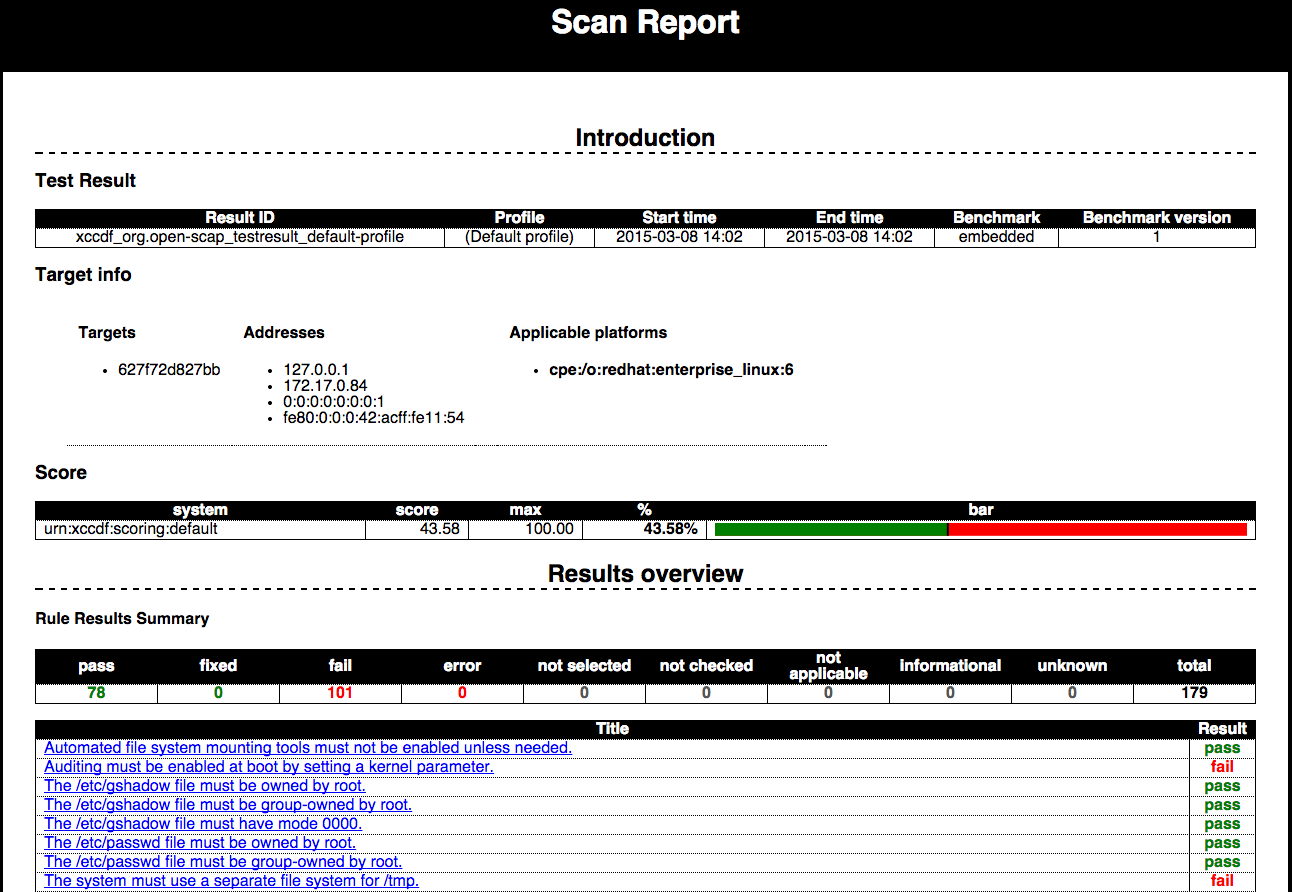 Scan Report
Introduction
Test Result
Result ID Profile Start time End time Benchmark Benchmark version
xccdf_org.open-scap_testresult_default-profile (Default profile) 2015-03-08 14:02 2015-03-08 14:02 embedded 1
Target info
Targets Addresses Applicable platforms
• 627f72d827bb • 127.0.0.1 • cpe:/o:redhat:enterprise_linux:6
• 172.17.0.84
• 0:0:0:0:0:0:0:1
• fe80:0:0:0:42:acff:fe11:54
Score
system score max % bar
urn:xccdf:scoring:default 43.58 100.00 43.58%
Results overview
Rule Results Summary
pass fixed fail error not selected not checked not applicable informational unknown total
78 0 101 0 0 0 0 0 0 179
Title Result
Automated file system mounting tools must not be enabled unless needed. pass
Auditing must be enabled at boot by setting a kernel parameter. fail
The /etc/gshadow file must be owned by root. pass
The /etc/gshadow file must be group-owned by root. pass
The /etc/gshadow file must have mode 0000. pass
The /etc/passwd file must be owned by root. pass
The /etc/passwd file must be group-owned by root. pass
The system must use a separate file system for /tmp. fail